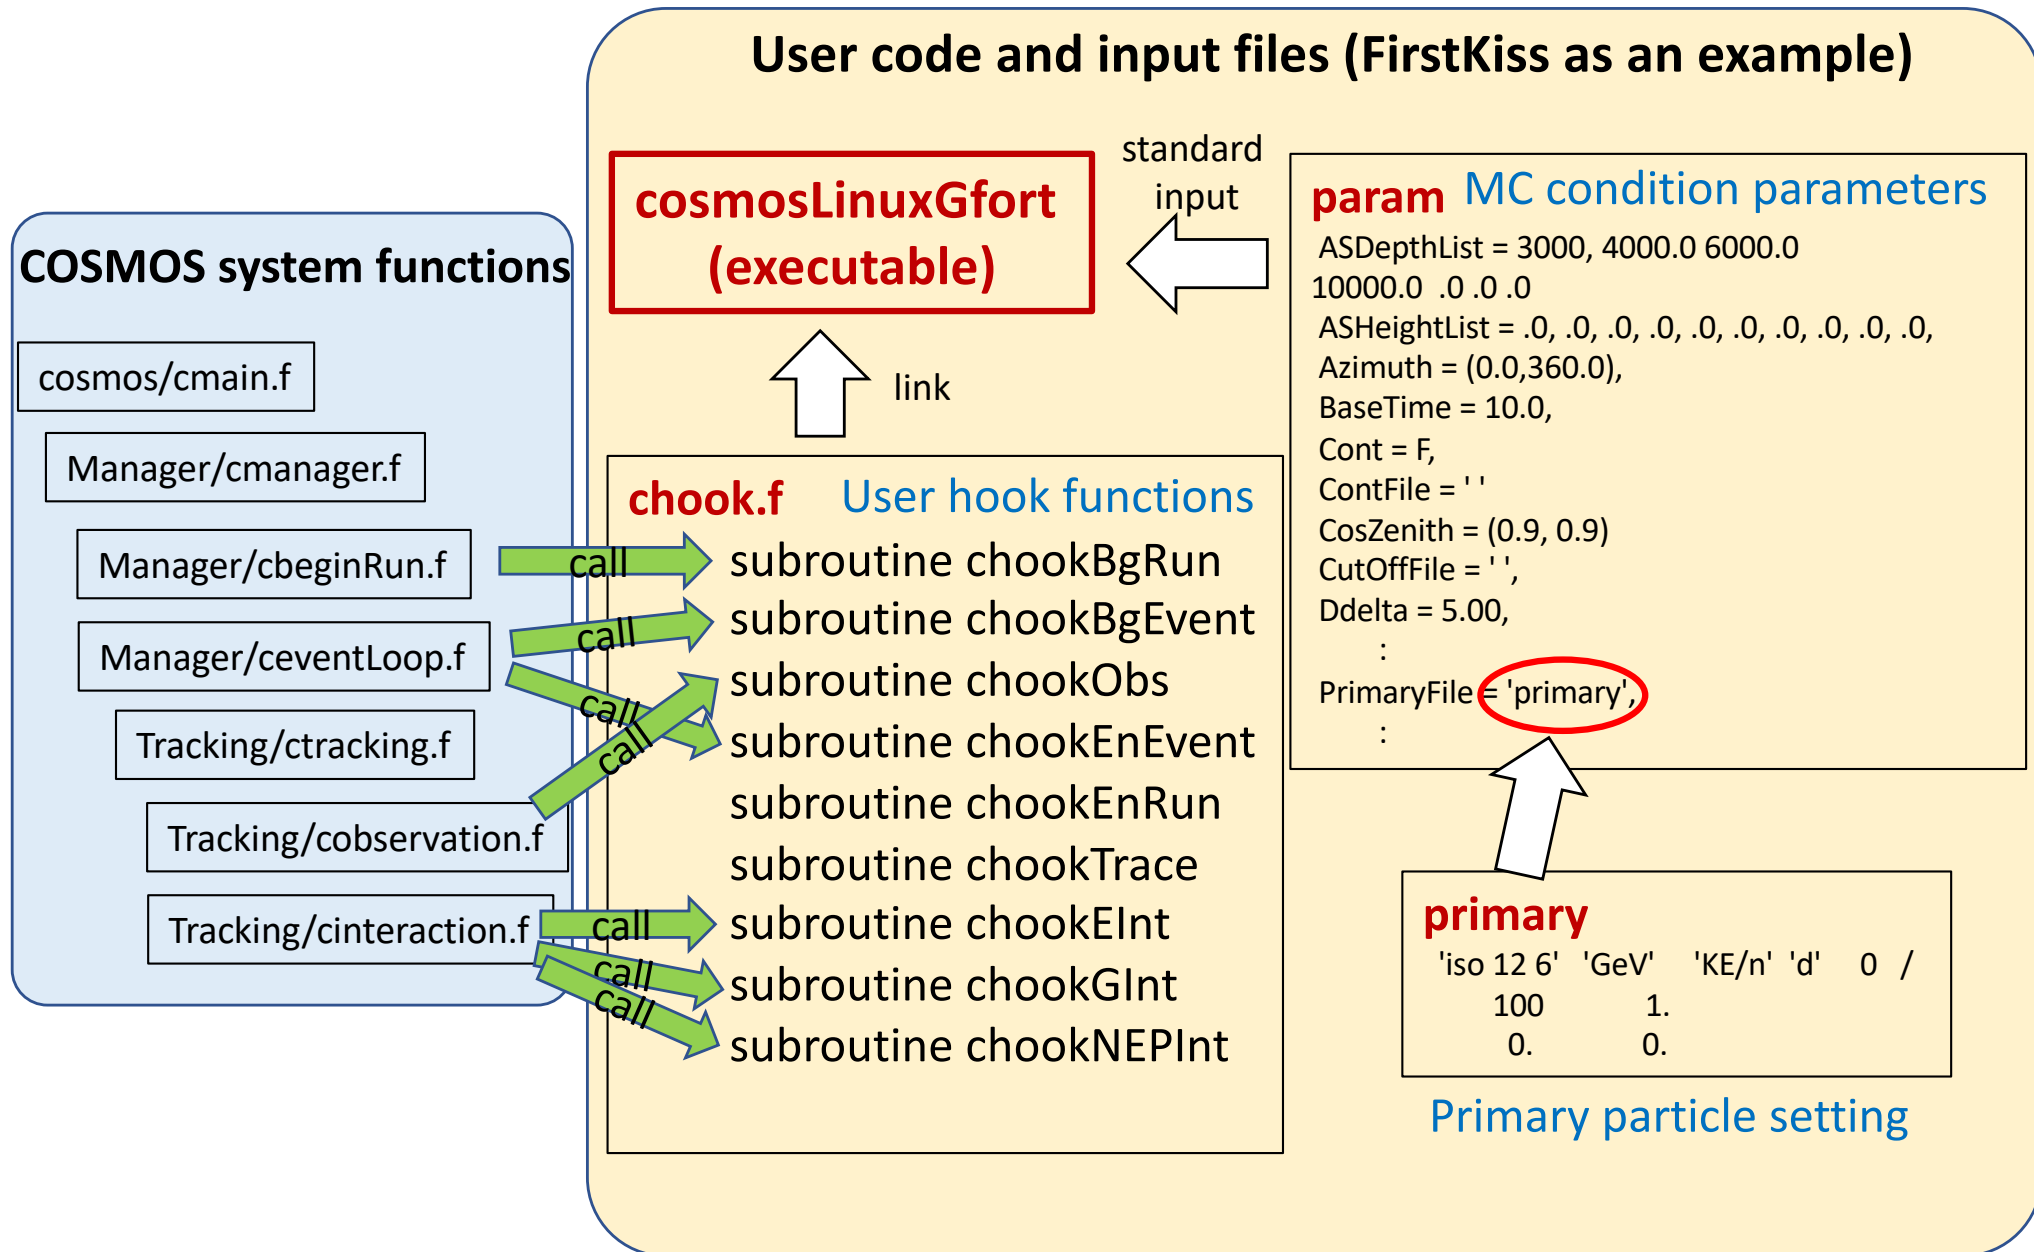 User code and input files (FirstKiss as an example)
COSMOS system functions
cosmos/cmain.f
Manager/cmanager.f
Manager/cbeginRun.f
Manager/ceventLoop.f
Tracking/ctracking.f
Tracking/cobservation.f
Tracking/cinteraction.f
call
call
call
call
call
call
call
cosmosLinuxGfort
(executable)
standard
input
link
chook.f User hook functions
subroutine chookBgRun
subroutine chookBgEvent
subroutine chookObs
subroutine chookEnEvent
subroutine chookEnRun
subroutine chookTrace
subroutine chookEInt
subroutine chookGInt
subroutine chookNEPInt
param MC condition parameters
ASDepthList = 3000, 4000.0 6000.0
10000.0 .0 .0 .0
ASHeightList = .0, .0, .0, .0, .0, .0, .0, .0, .0, .0,
Azimuth = (0.0,360.0),
BaseTime = 10.0,
Cont = F,
ContFile = ' '
CosZenith = (0.9, 0.9)
CutOffFile = ' ',
Ddelta = 5.00,
:
PrimaryFile = 'primary',
:
primary
'iso 12 6' 'GeV' 'KE/n' 'd' 0 /
100 1.
0. 0.
Primary particle setting